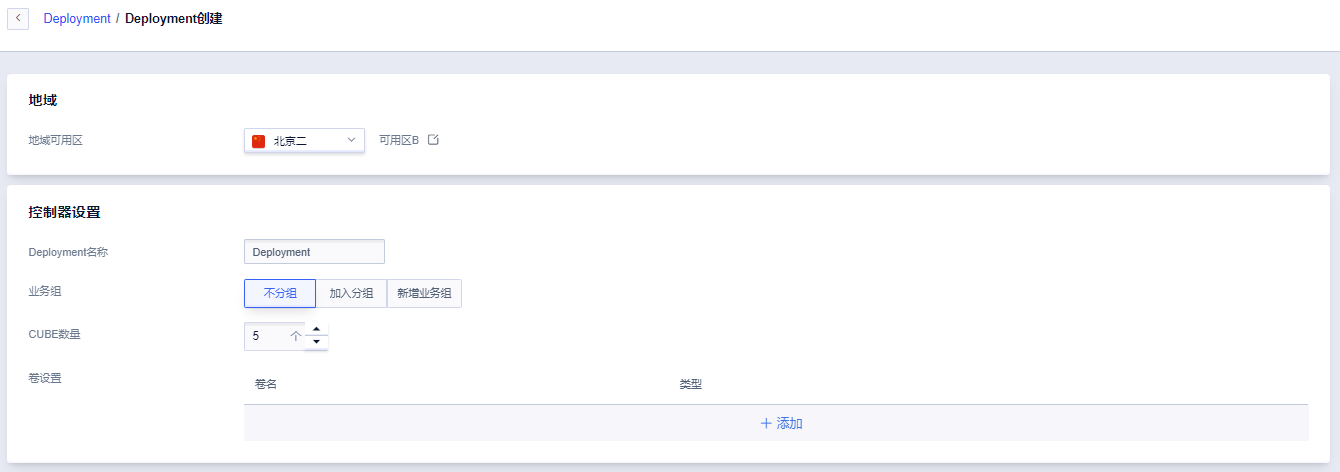 Deployment / Deployment创建
地域
地域可用区 北京二 可用区B
控制器设置
Deployment名称 Deployment
业务组 不分组 加入分组 新增业务组
CUBE数量 5 个
卷设置 卷名 类型
添加